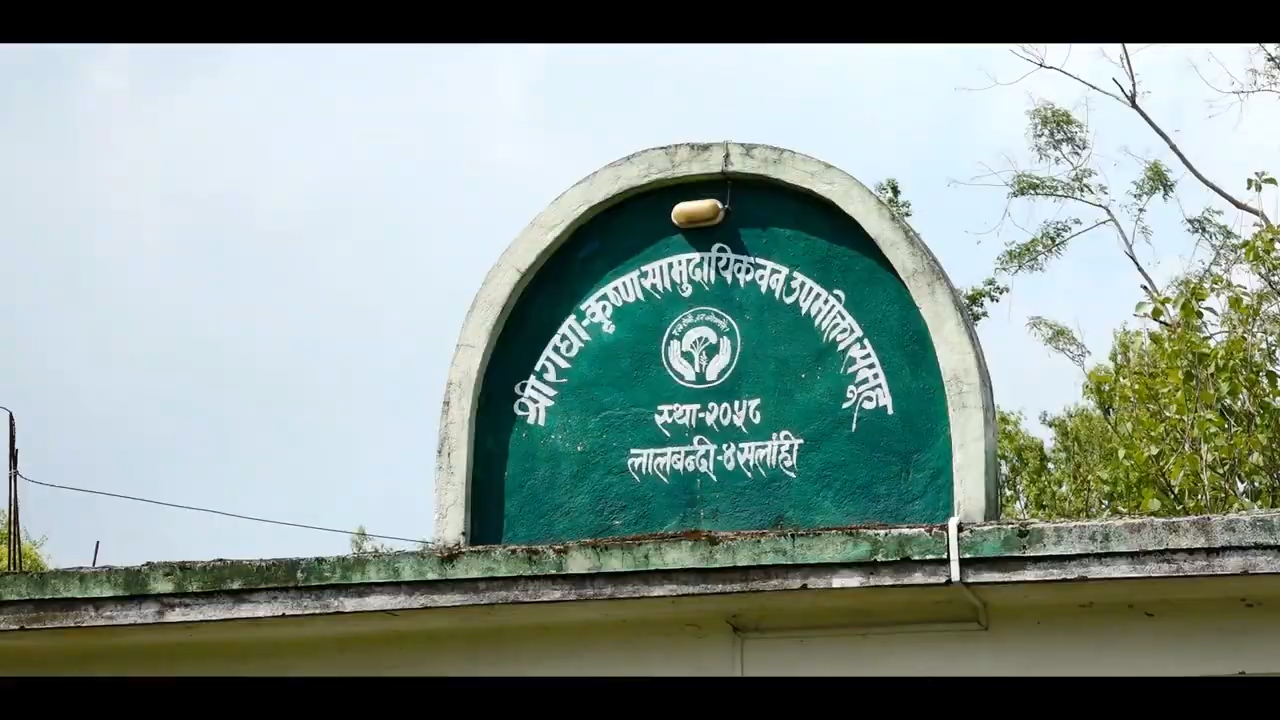 श्री राधा-कृष्ण सामुदायिक वन उपभोक्ता समुह
स्था-२०५८
लालबन्दी-४ सर्लाही